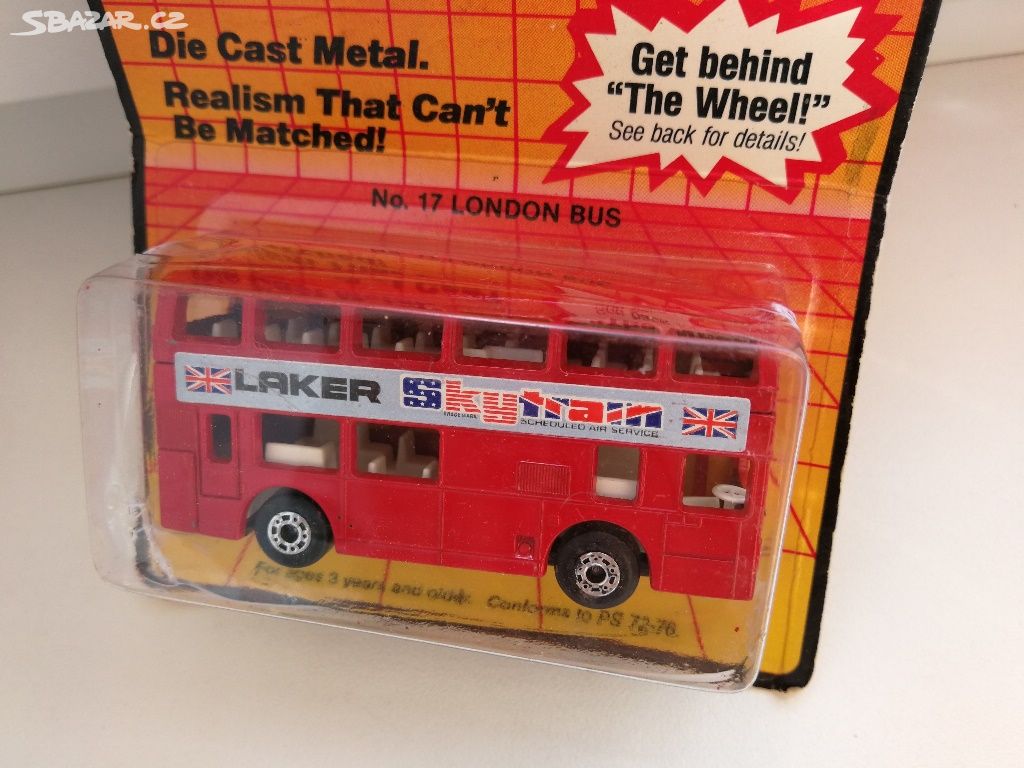 SBAZAR.CZ
Die Cast Metal.
Realism That Can't
Be Matched!
Get behind
"The Wheel!"
See back for details!
No. 17 LONDON BUS
LAKER Skytrain
TRADEMARK SCHEDULED AIR SERVICE
For ages 3 years and older. Conforms to PS 72-76.